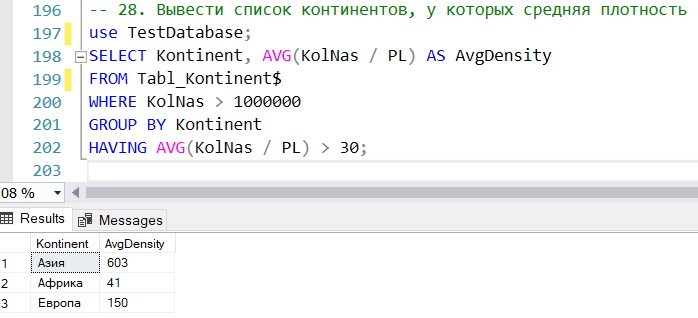 196 -- 28. Вывести список континентов, у которых средняя плотность
197 use TestDatabase;
198 SELECT Kontinent, AVG(KolNas / PL) AS AvgDensity
199 FROM Tabl_Kontinent$
200 WHERE KolNas > 1000000
201 GROUP BY Kontinent
202 HAVING AVG(KolNas / PL) > 30;
203
08 %
Results Messages
Kontinent AvgDensity
1 Азия 603
2 Африка 41
3 Европа 150